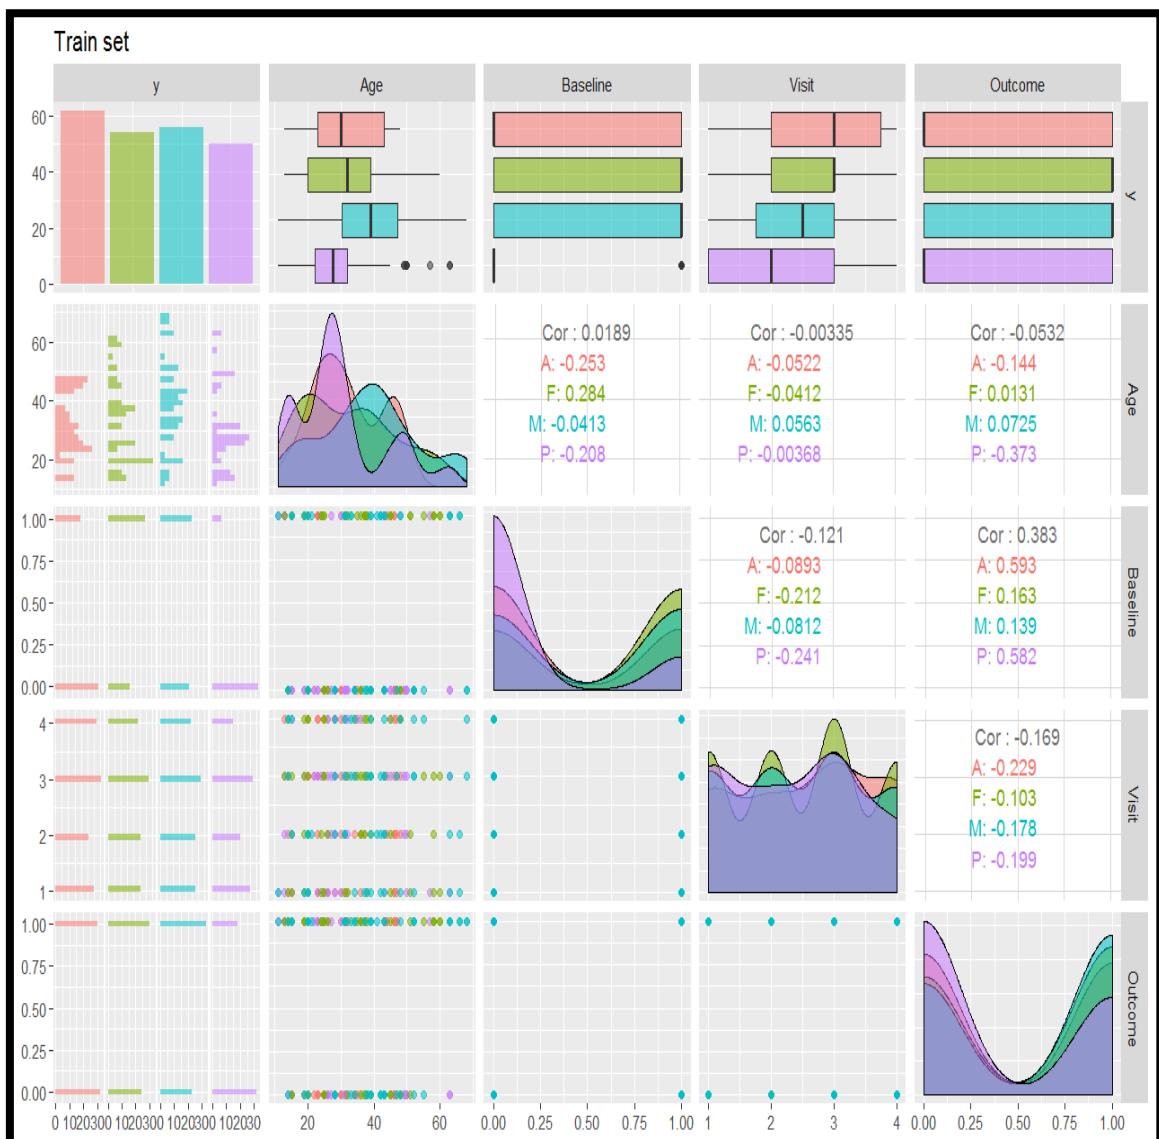 Train set
y Age Baseline Visit Outcome
60
40
20
0
y
60
40
20
Cor : 0.0189
A: -0.253
F: 0.284
M: -0.0413
P: -0.208
Cor : -0.00335
A: -0.0522
F: -0.0412
M: 0.0563
P: -0.00368
Cor : -0.0532
A: -0.144
F: 0.0131
M: 0.0725
P: -0.373
Age
1.00
0.75
0.50
0.25
0.00
Cor : -0.121
A: -0.0893
F: -0.212
M: -0.0812
P: -0.241
Cor : 0.383
A: 0.593
F: 0.163
M: 0.139
P: 0.582
Baseline
4
3
2
1
Cor : -0.169
A: -0.229
F: -0.103
M: -0.178
P: -0.199
Visit
1.00
0.75
0.50
0.25
0.00
Outcome
0 1020300 1020300 1020300 102030 20 40 60 0.00 0.25 0.50 0.75 1.00 1 2 3 4 0.00 0.25 0.50 0.75 1.00